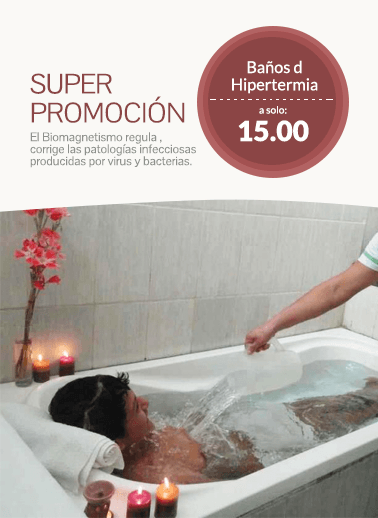 SUPER
PROMOCIÓN
El Biomagnetismo regula ,
corrige las patologías infecciosas
producidas por virus y bacterias.
Baños d
Hipertermia
a solo:
15.00